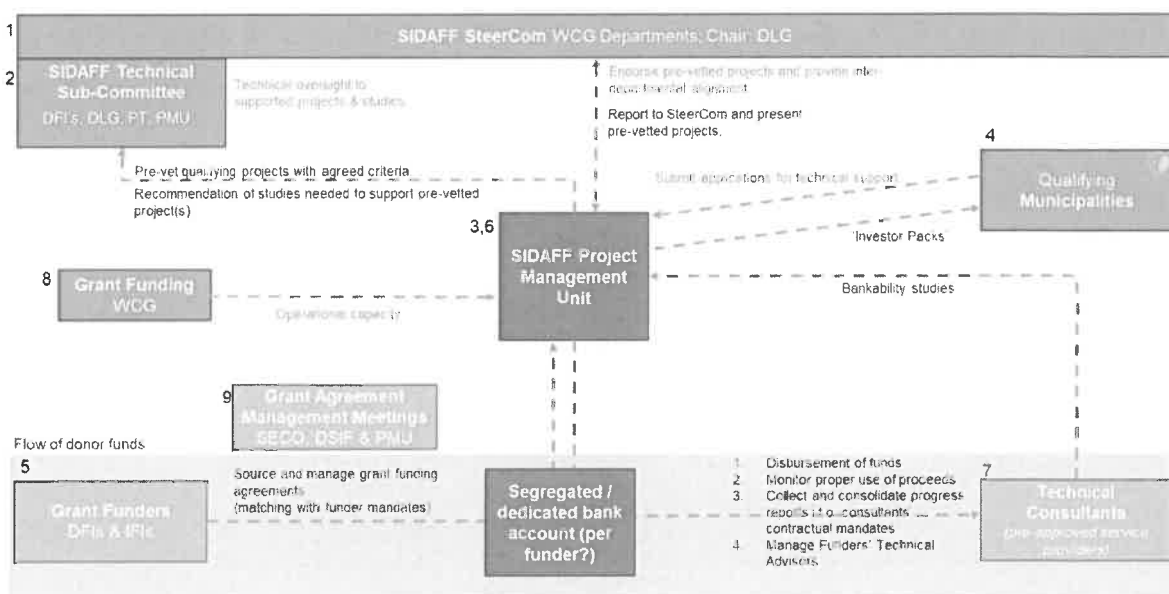 1
SIDAFF SteerCom WCG Departments; Chair: DLG
2
SIDAFF Technical
Sub-Committee
DFI's, DLG, PT, PMU
Technical oversight to
supported projects & studies
Endorse pre-vetted projects and provide inter-
departmental alignment
Report to SteerCom and present
pre-vetted projects.
4
Qualifying
Municipalities
Pre-vet qualifying projects with agreed criteria
Recommendation of studies needed to support pre-vetted
project(s)
Submit applications for technical support
Investor Packs
3,6
SIDAFF Project
Management
Unit
Bankability studies
8
Grant Funding
WCG
Operational capacity
9
Grant Agreement
Management Meetings
SECO, DSIF & PMU
Flow of donor funds
5
Grant Funders
DFIs & IFIs
Source and manage grant funding
agreements
(matching with funder mandates)
Segregated /
dedicated bank
account (per
funder?)
1. Disbursement of funds
2. Monitor proper use of proceeds
3. Collect and consolidate progress
reports i.t.o. consultants
contractual mandates
4. Manage Funders' Technical
Advisers
7
Technical
Consultants
(pre-approved service
providers)